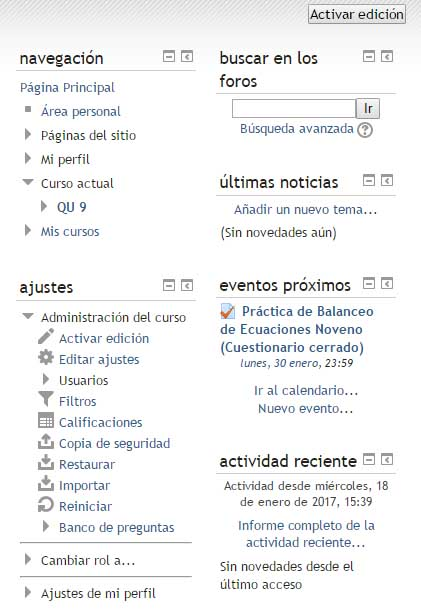 Activar edición
navegación
Página Principal
Área personal
Páginas del sitio
Mi perfil
Curso actual
QU 9
Mis cursos
ajustes
Administración del curso
Activar edición
Editar ajustes
Usuarios
Filtros
Calificaciones
Copia de seguridad
Restaurar
Importar
Reiniciar
Banco de preguntas
Cambiar rol a...
Ajustes de mi perfil
buscar en los
foros
Ir
Búsqueda avanzada ?
últimas noticias
Añadir un nuevo tema...
(Sin novedades aún)
eventos próximos
Práctica de Balanceo
de Ecuaciones Noveno
(Cuestionario cerrado)
lunes, 30 enero, 23:59
Ir al calendario...
Nuevo evento...
actividad reciente
Actividad desde miércoles, 18
de enero de 2017, 15:39
Informe completo de la
actividad reciente...
Sin novedades desde el
último acceso